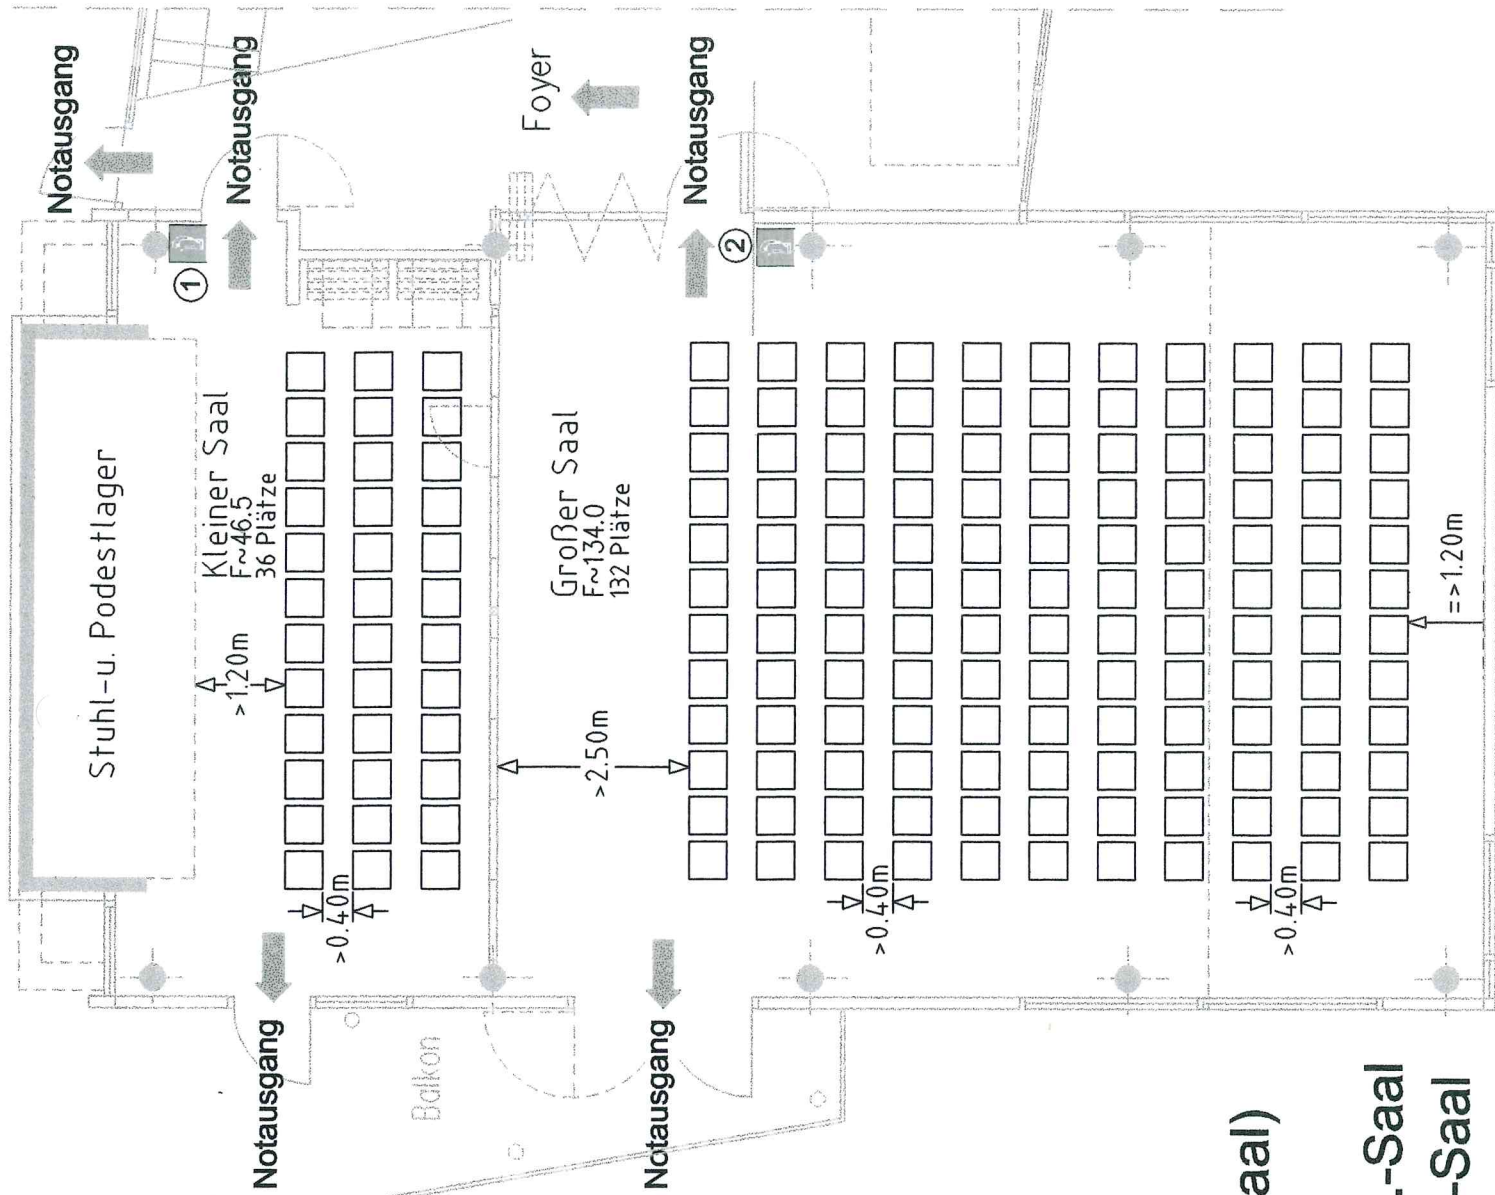 Notausgang
Notausgang
Stuhl-u. Podestlager
1
Kleiner Saal
F~46.5
36 Plätze
>1.20m
>0.40m
Notausgang
Balkon
Foyer
Notausgang
2
Großer Saal
F~134.0
132 Plätze
>2.50m
Notausgang
>0.40m
>0.40m
=>1.20m
aal)
.-Saal
-Saal